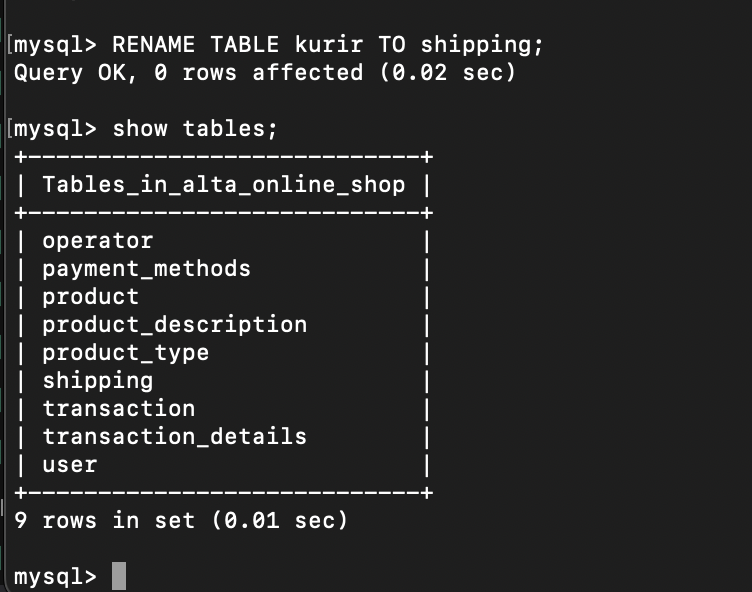 [mysql> RENAME TABLE kurir TO shipping;
Query OK, 0 rows affected (0.02 sec)
[mysql> show tables;
+----------------------------+
| Tables_in_alta_online_shop |
+----------------------------+
| operator                   |
| payment_methods            |
| product                    |
| product_description        |
| product_type               |
| shipping                   |
| transaction                |
| transaction_details        |
| user                       |
+----------------------------+
9 rows in set (0.01 sec)
mysql>